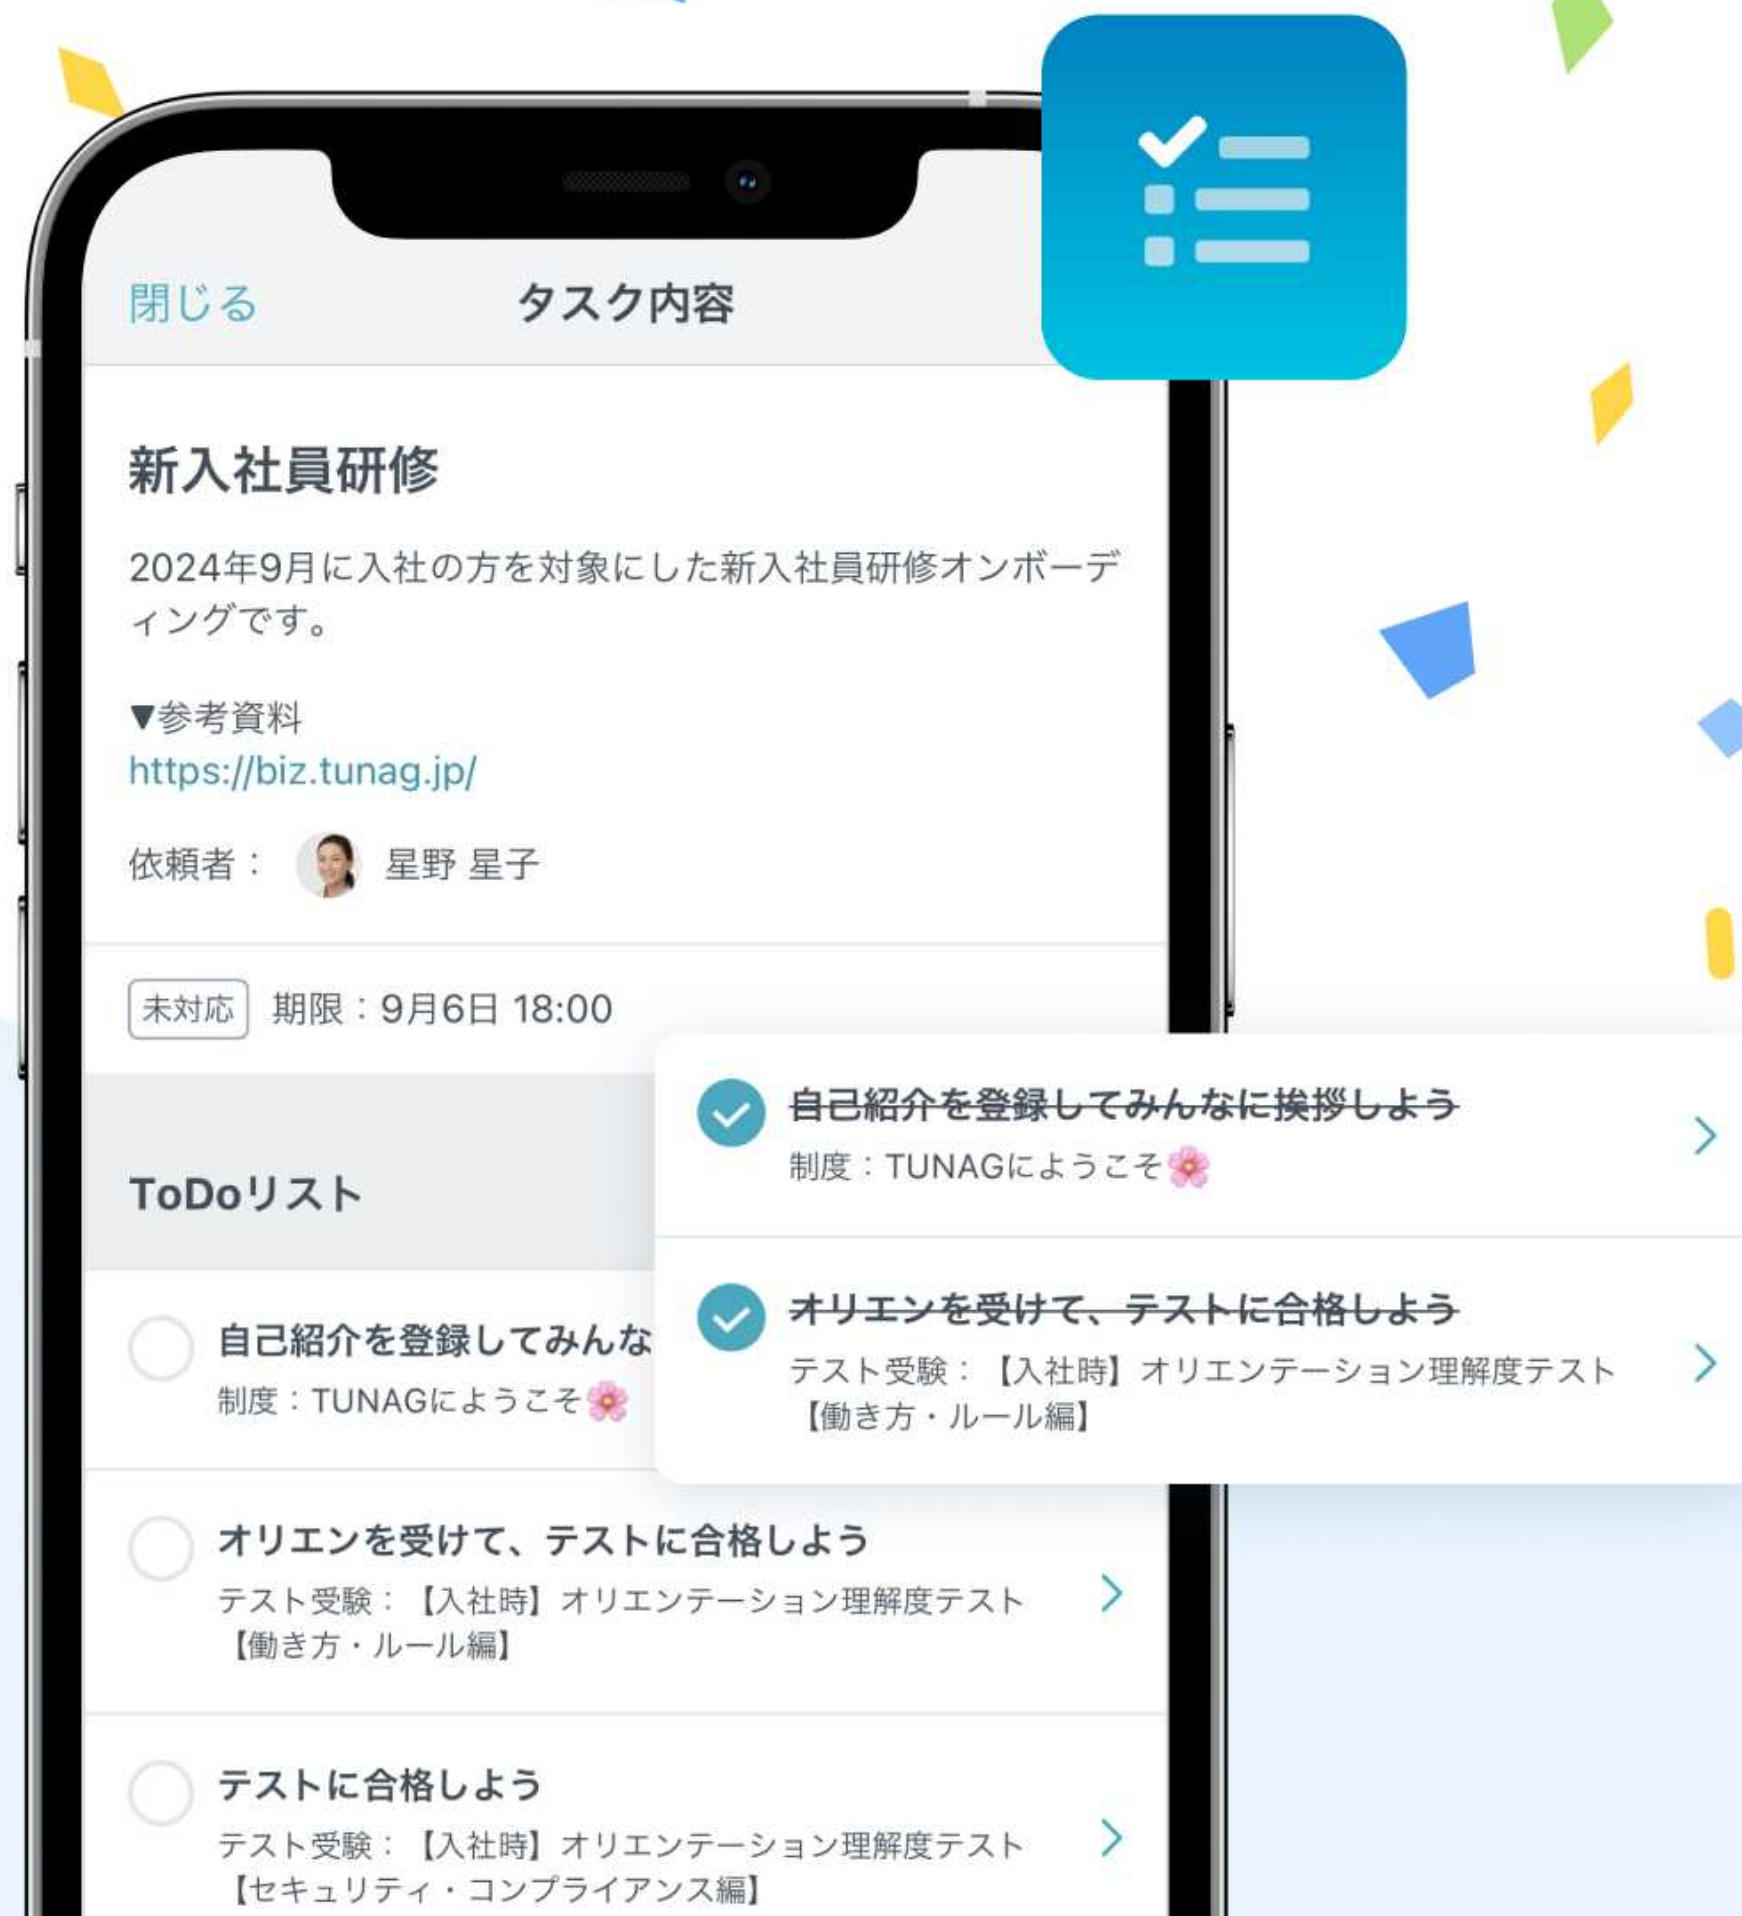 閉じる
タスク内容
新入社員研修
2024年9月に入社の方を対象にした新入社員研修オンボーデ
ィングです。
▼参考資料
https://biz.tunag.jp/
依頼者： 星野 星子
未対応 期限：9月6日 18:00
ToDoリスト
自己紹介を登録してみんなに挨拶しよう
制度：TUNAGにようこそ🌸
オリエンを受けて、テストに合格しよう
テスト受験：【入社時】オリエンテーション理解度テスト
【働き方・ルール編】
自己紹介を登録してみんな
制度：TUNAGにようこそ🌸
オリエンを受けて、テストに合格しよう
テスト受験：【入社時】オリエンテーション理解度テスト
【働き方・ルール編】
テストに合格しよう
テスト受験：【入社時】オリエンテーション理解度テスト
【セキュリティ・コンプライアンス編】